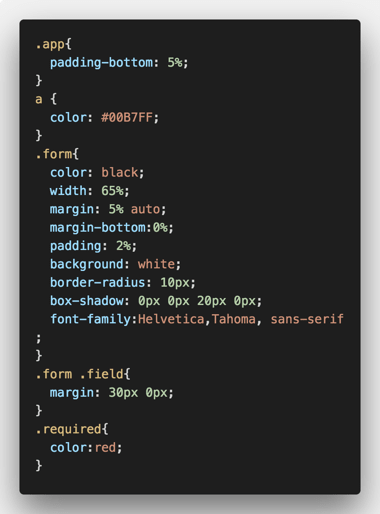 .app{
  padding-bottom: 5%;
}
a {
  color: #00B7FF;
}
.form{
  color: black;
  width: 65%;
  margin: 5% auto;
  margin-bottom:0%;
  padding: 2%;
  background: white;
  border-radius: 10px;
  box-shadow: 0px 0px 20px 0px;
  font-family:Helvetica,Tahoma, sans-serif
;
}
.form .field{
  margin: 30px 0px;
}
.required{
  color:red;
}